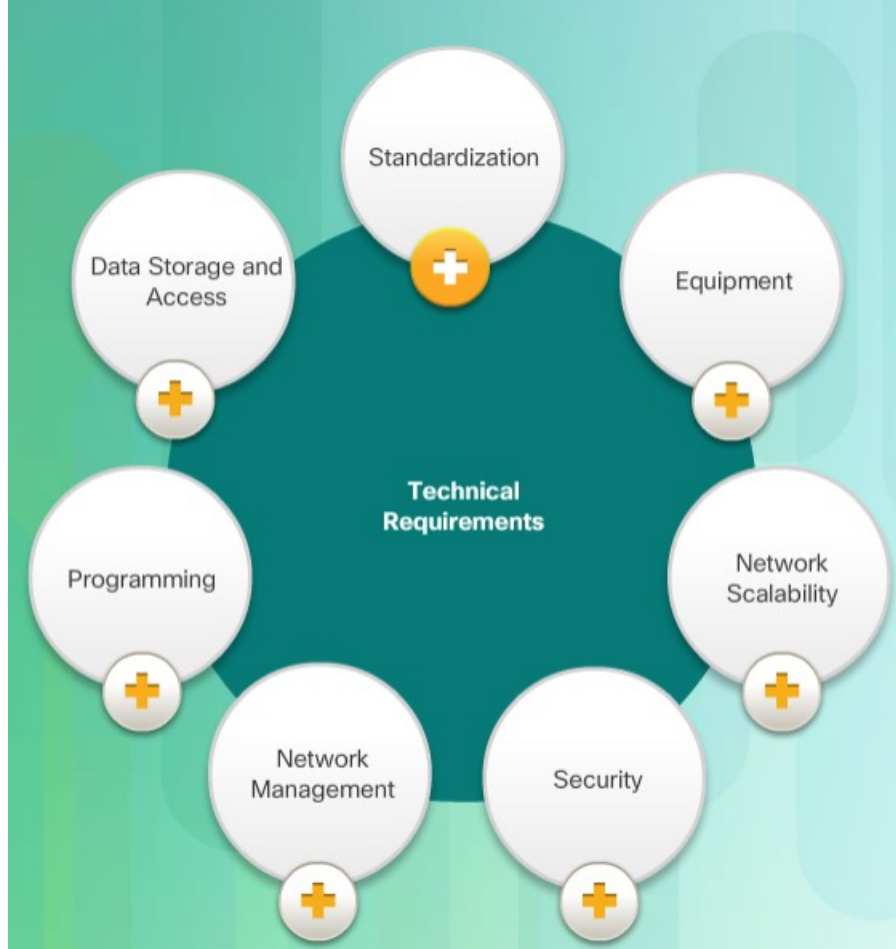 Standardization
Data Storage and
Access
Equipment
Technical
Requirements
Programming
Network
Scalability
Network
Management
Security